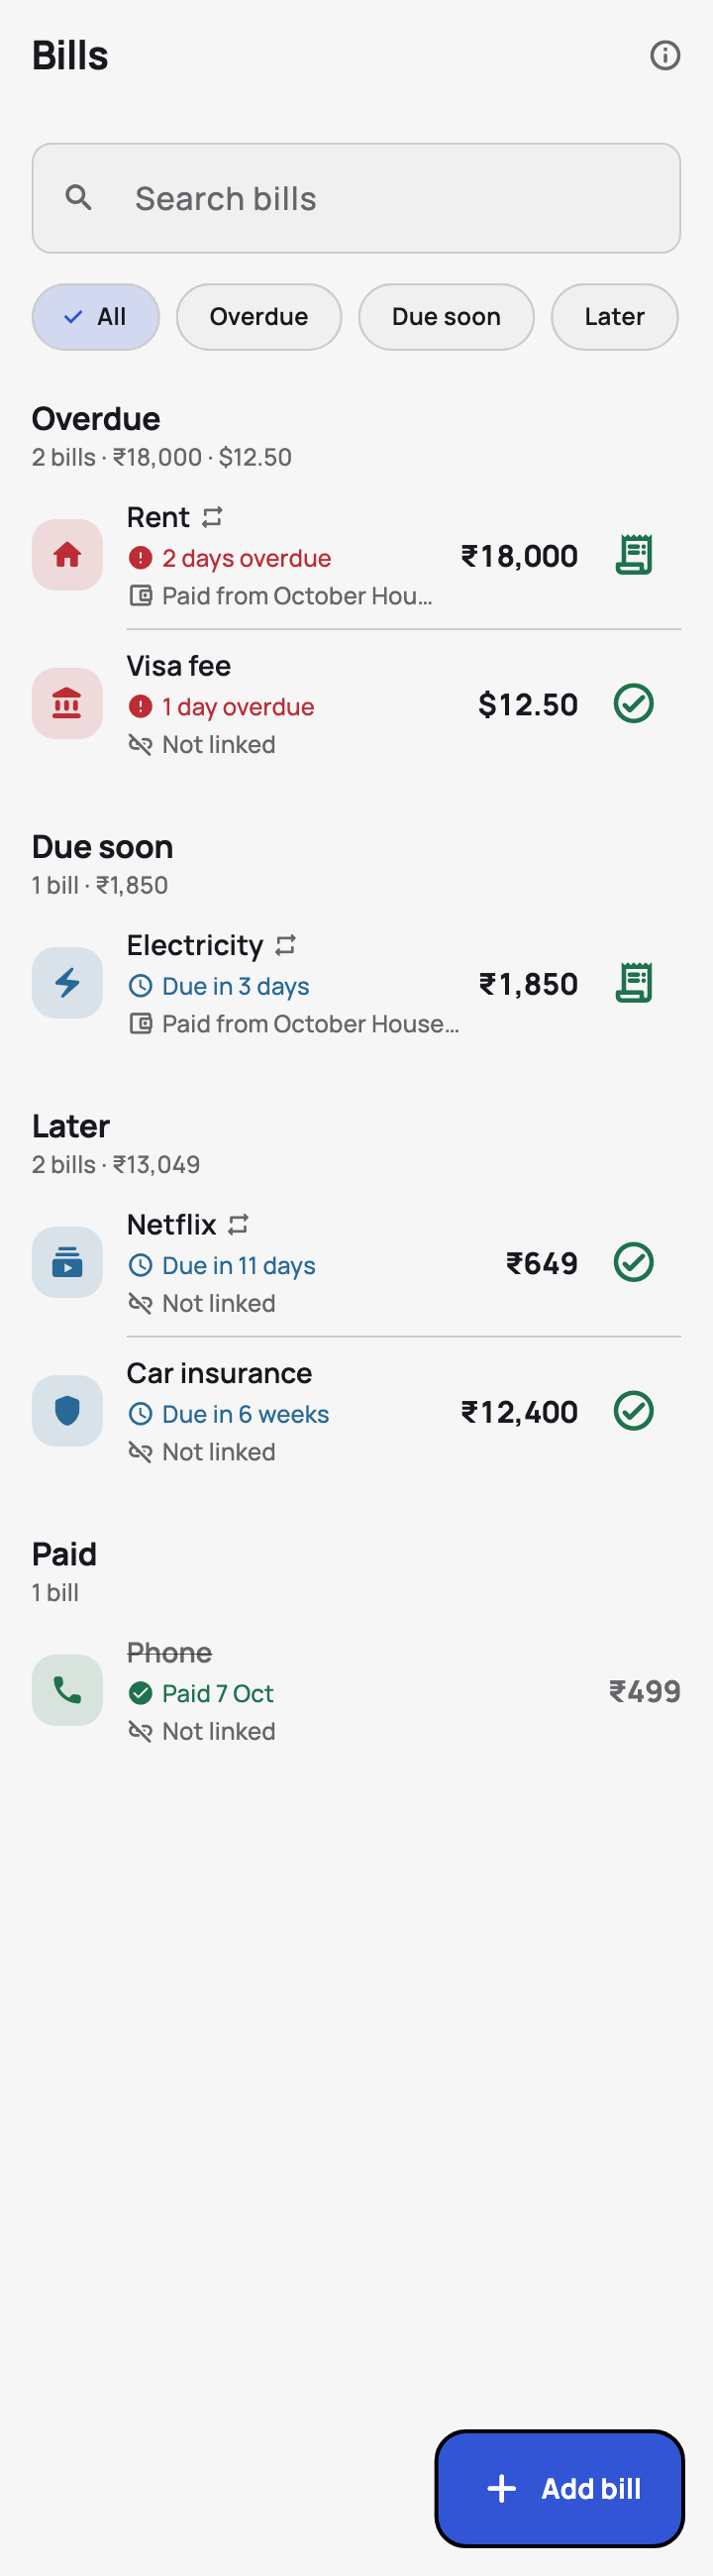 Bills
Search bills
All
Overdue
Due soon
Later
Overdue
2 bills · ₹18,000 · $12.50
Rent
2 days overdue
₹18,000
Paid from October Hou...
Visa fee
1 day overdue
$12.50
Not linked
Due soon
1 bill · ₹1,850
Electricity
Due in 3 days
₹1,850
Paid from October House...
Later
2 bills · ₹13,049
Netflix
Due in 11 days
₹649
Not linked
Car insurance
Due in 6 weeks
₹12,400
Not linked
Paid
1 bill
Phone
Paid 7 Oct
₹499
Not linked
Add bill